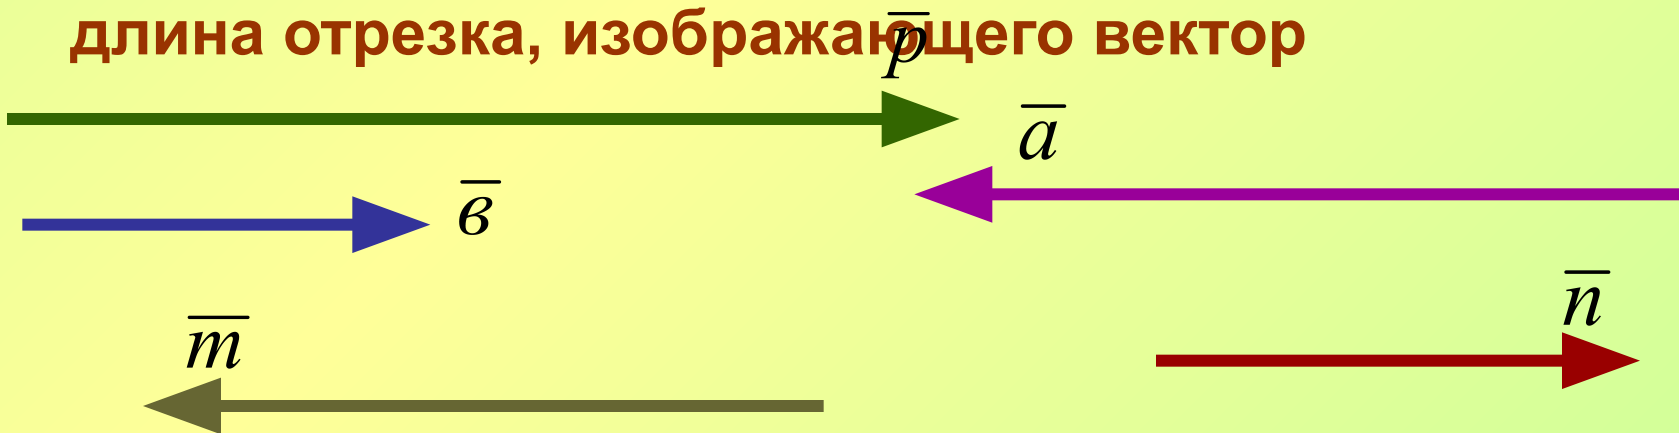 длина отрезка, изображающего вектор
p̅
a̅
в̅
n̅
m̅